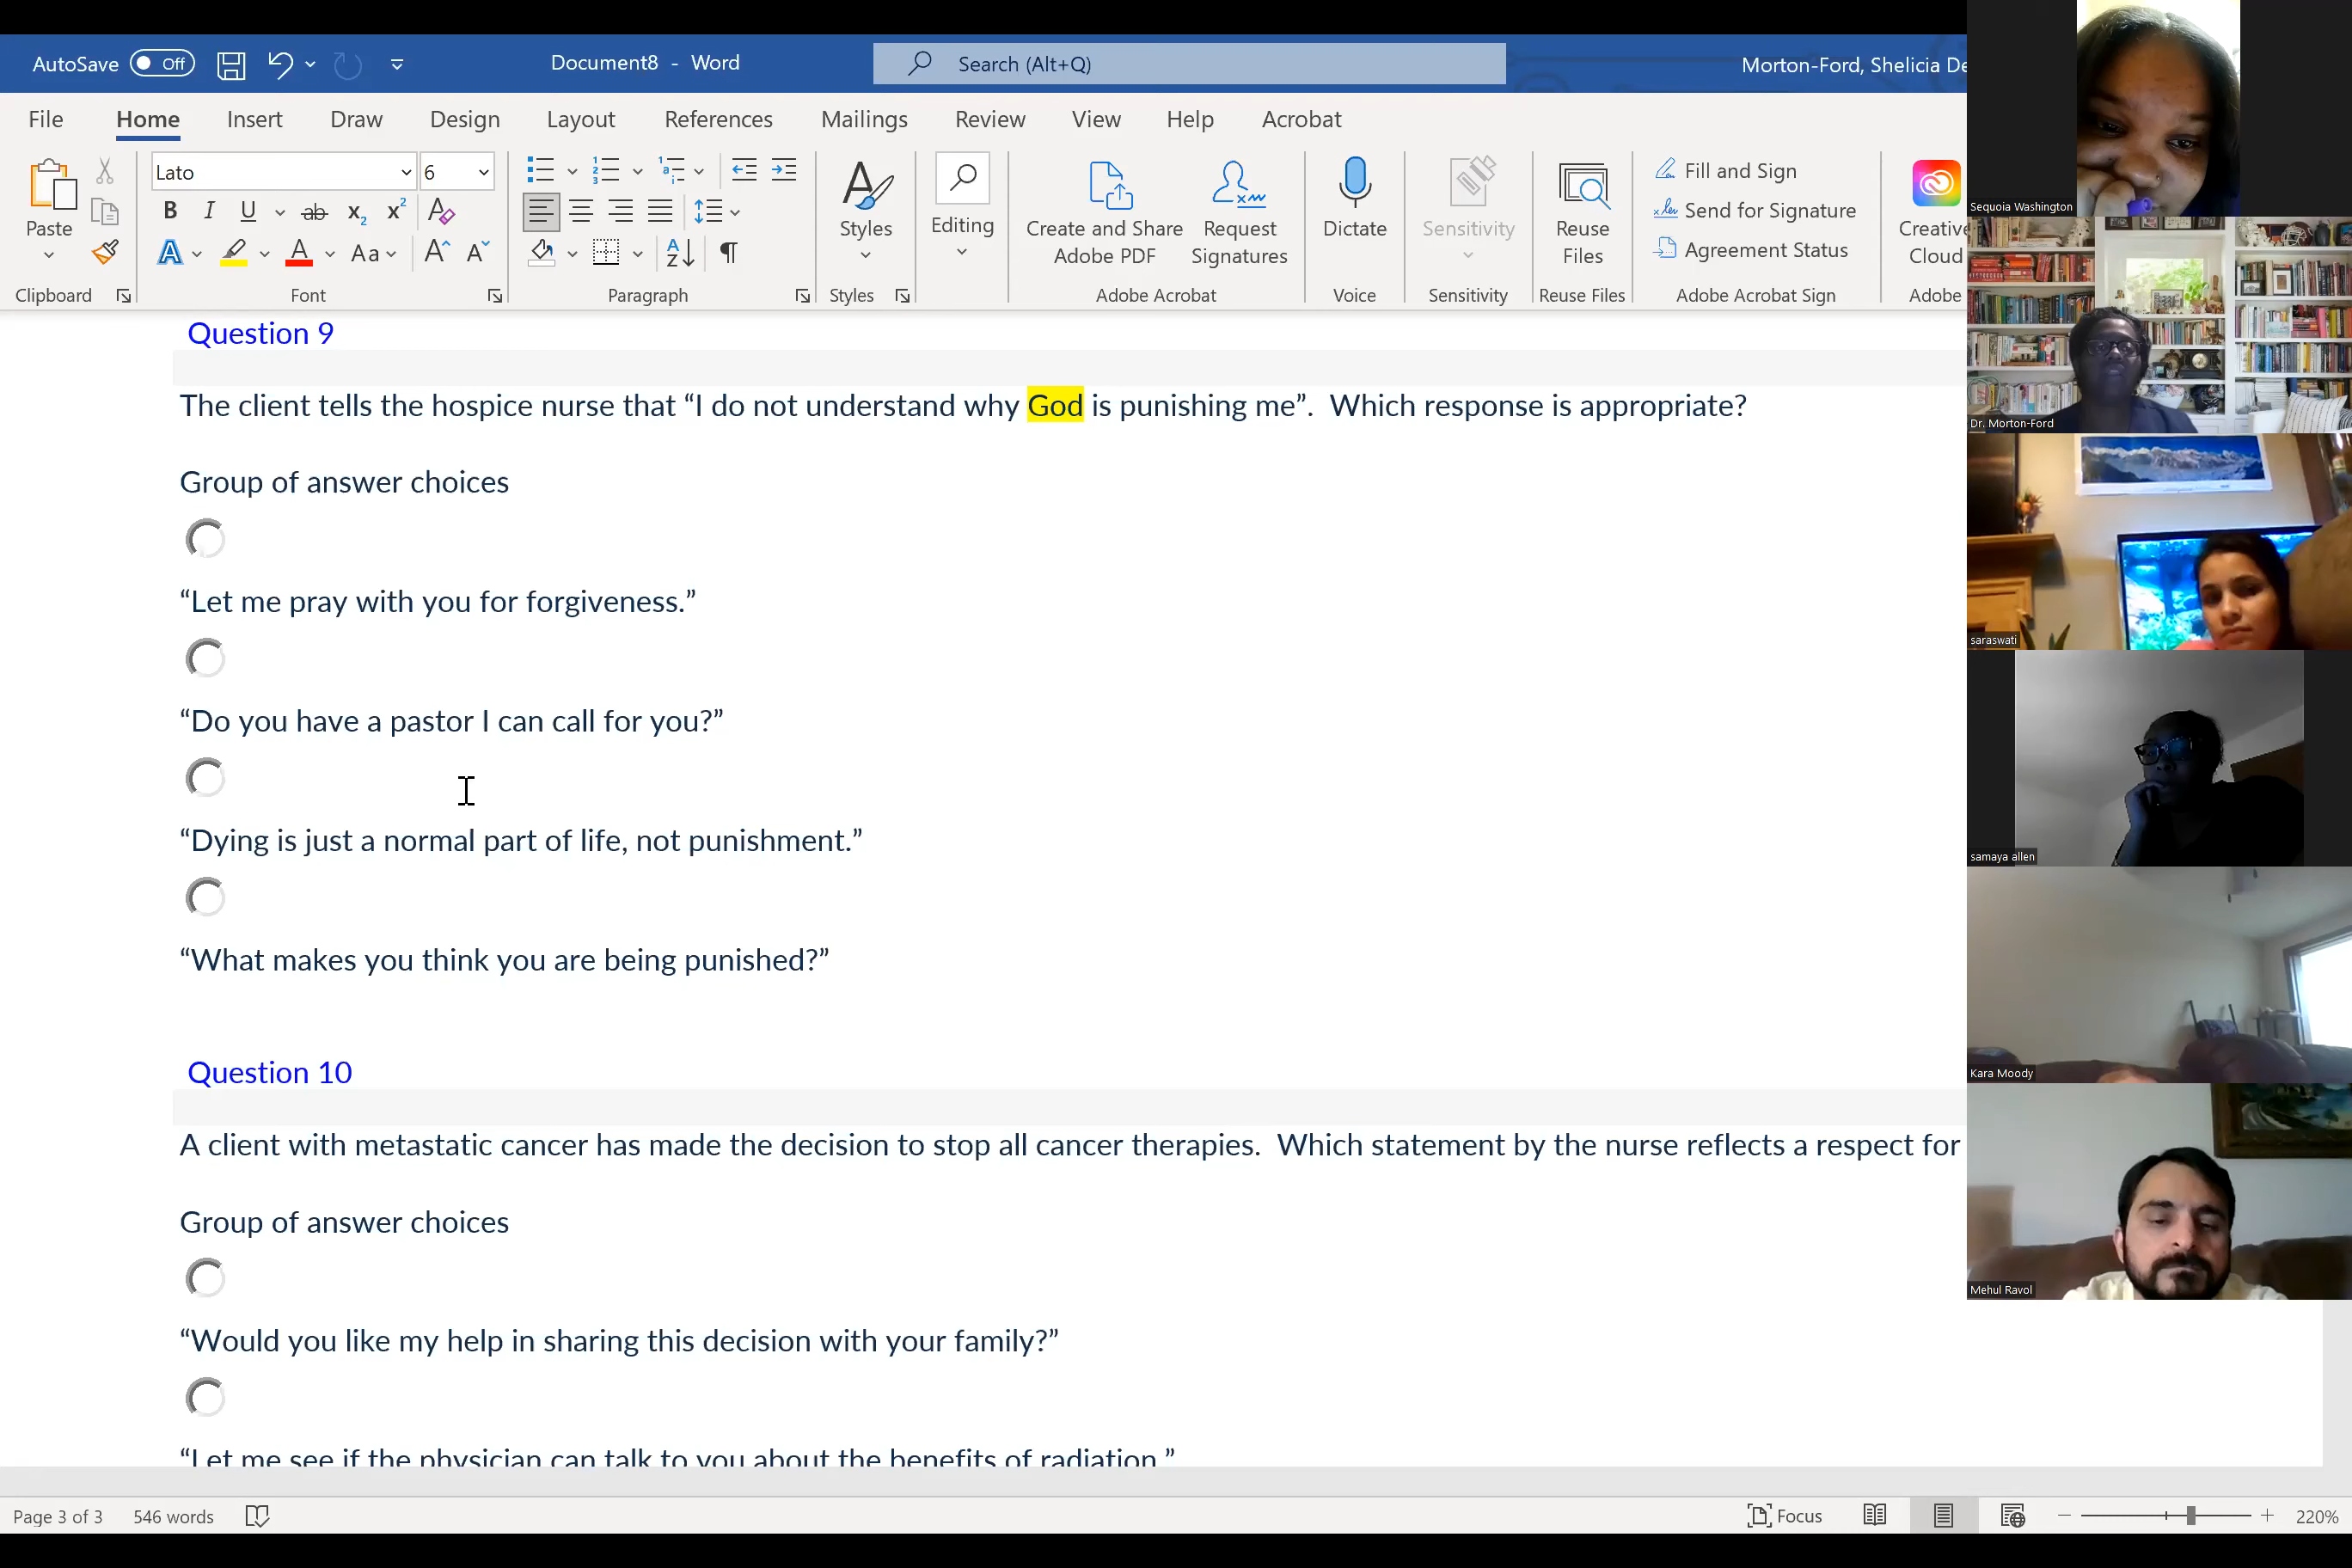 AutoSave Off
Document8 - Word
Search (Alt+Q)
Morton-Ford, Shelicia De
File Home Insert Draw Design Layout References Mailings Review View Help Acrobat
Paste
Clipboard
Lato 6
B I U ab x2 x2 A
A A Aa A A
Font
Paragraph
Styles
Styles
Editing
Create and Share Adobe PDF
Request Signatures
Adobe Acrobat
Dictate
Voice
Sensitivity
Sensitivity
Reuse Files
Reuse Files
Fill and Sign
Send for Signature
Agreement Status
Adobe Acrobat Sign
Creative Cloud
Adobe
Question 9
The client tells the hospice nurse that “I do not understand why God is punishing me”. Which response is appropriate?
Group of answer choices
“Let me pray with you for forgiveness.”
“Do you have a pastor I can call for you?”
“Dying is just a normal part of life, not punishment.”
“What makes you think you are being punished?”
Question 10
A client with metastatic cancer has made the decision to stop all cancer therapies. Which statement by the nurse reflects a respect for
Group of answer choices
“Would you like my help in sharing this decision with your family?”
“Let me see if the physician can talk to you about the benefits of radiation.”
Page 3 of 3 546 words
Focus
220%
Sequoia Washington
Dr. Morton-Ford
saraswati
samaya allen
Kara Moody
Mehul Ravol